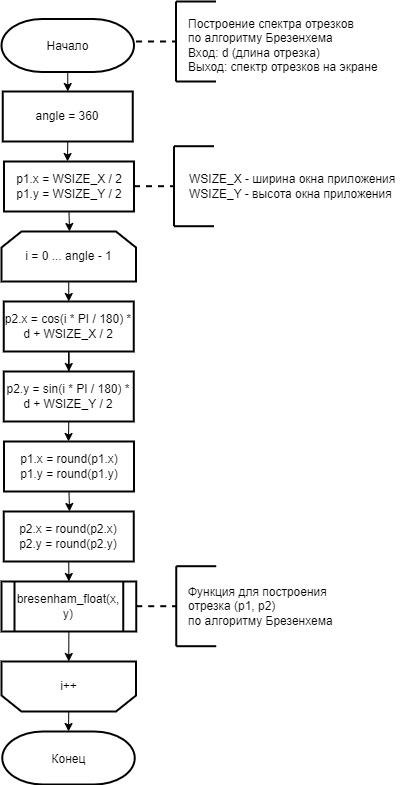 Начало
Построение спектра отрезков
по алгоритму Брезенхема
Вход: d (длина отрезка)
Выход: спектр отрезков на экране
angle = 360
p1.x = WSIZE_X / 2
p1.y = WSIZE_Y / 2
WSIZE_X - ширина окна приложения
WSIZE_Y - высота окна приложения
i = 0 ... angle - 1
p2.x = cos(i * PI / 180) *
d + WSIZE_X / 2
p2.y = sin(i * PI / 180) *
d + WSIZE_Y / 2
p1.x = round(p1.x)
p1.y = round(p1.y)
p2.x = round(p2.x)
p2.y = round(p2.y)
bresenham_float(x,
y)
Функция для построения
отрезка (p1, p2)
по алгоритму Брезенхема
i++
Конец